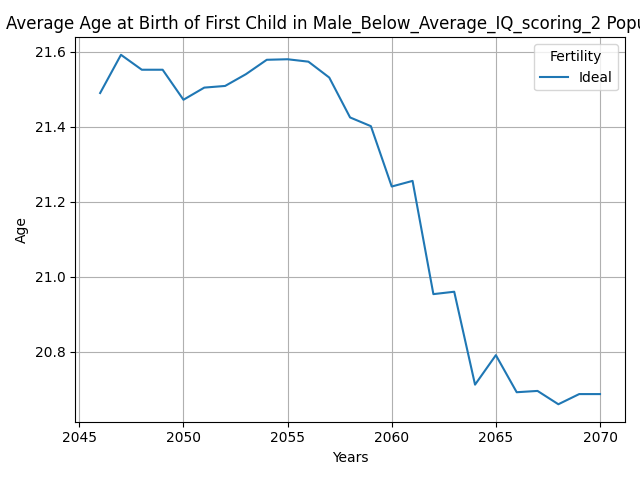 Average Age at Birth of First Child in Male_Below_Average_IQ_scoring_2 Popu
Fertility
Ideal
21.6
21.4
21.2
21.0
20.8
Age
2045 2050 2055 2060 2065 2070
Years